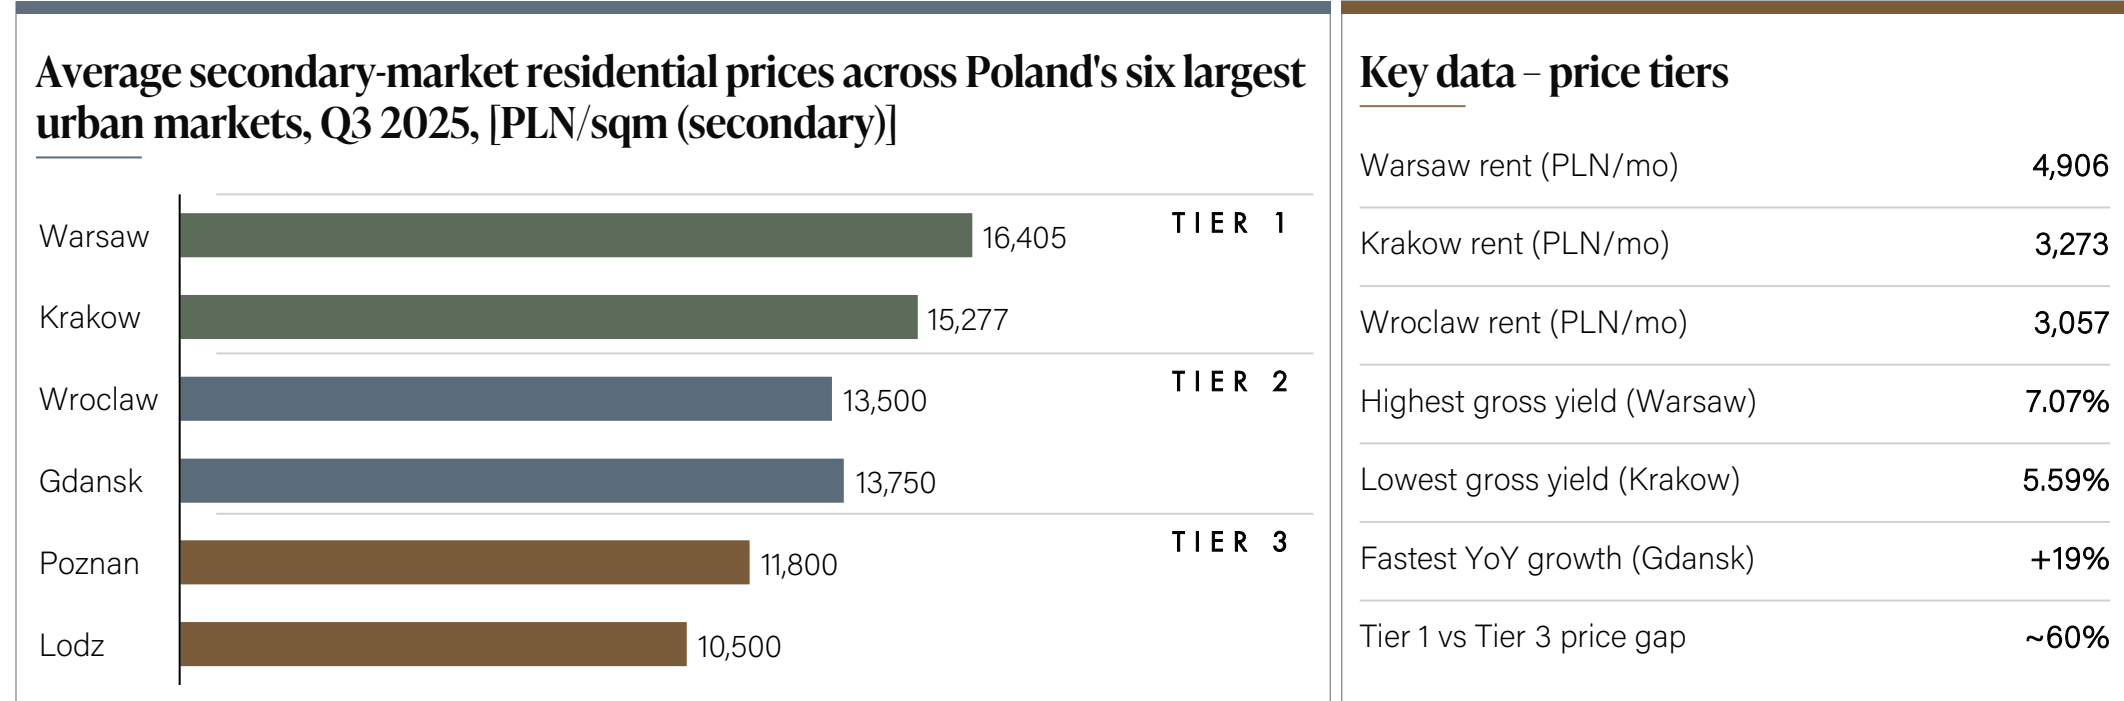 Average secondary-market residential prices across Poland's six largest
urban markets, Q3 2025, [PLN/sqm (secondary)]
TIER 1
Warsaw 16,405
Krakow 15,277
TIER 2
Wroclaw 13,500
Gdansk 13,750
TIER 3
Poznan 11,800
Lodz 10,500
Key data – price tiers
Warsaw rent (PLN/mo) 4,906
Krakow rent (PLN/mo) 3,273
Wroclaw rent (PLN/mo) 3,057
Highest gross yield (Warsaw) 7.07%
Lowest gross yield (Krakow) 5.59%
Fastest YoY growth (Gdansk) +19%
Tier 1 vs Tier 3 price gap ~60%